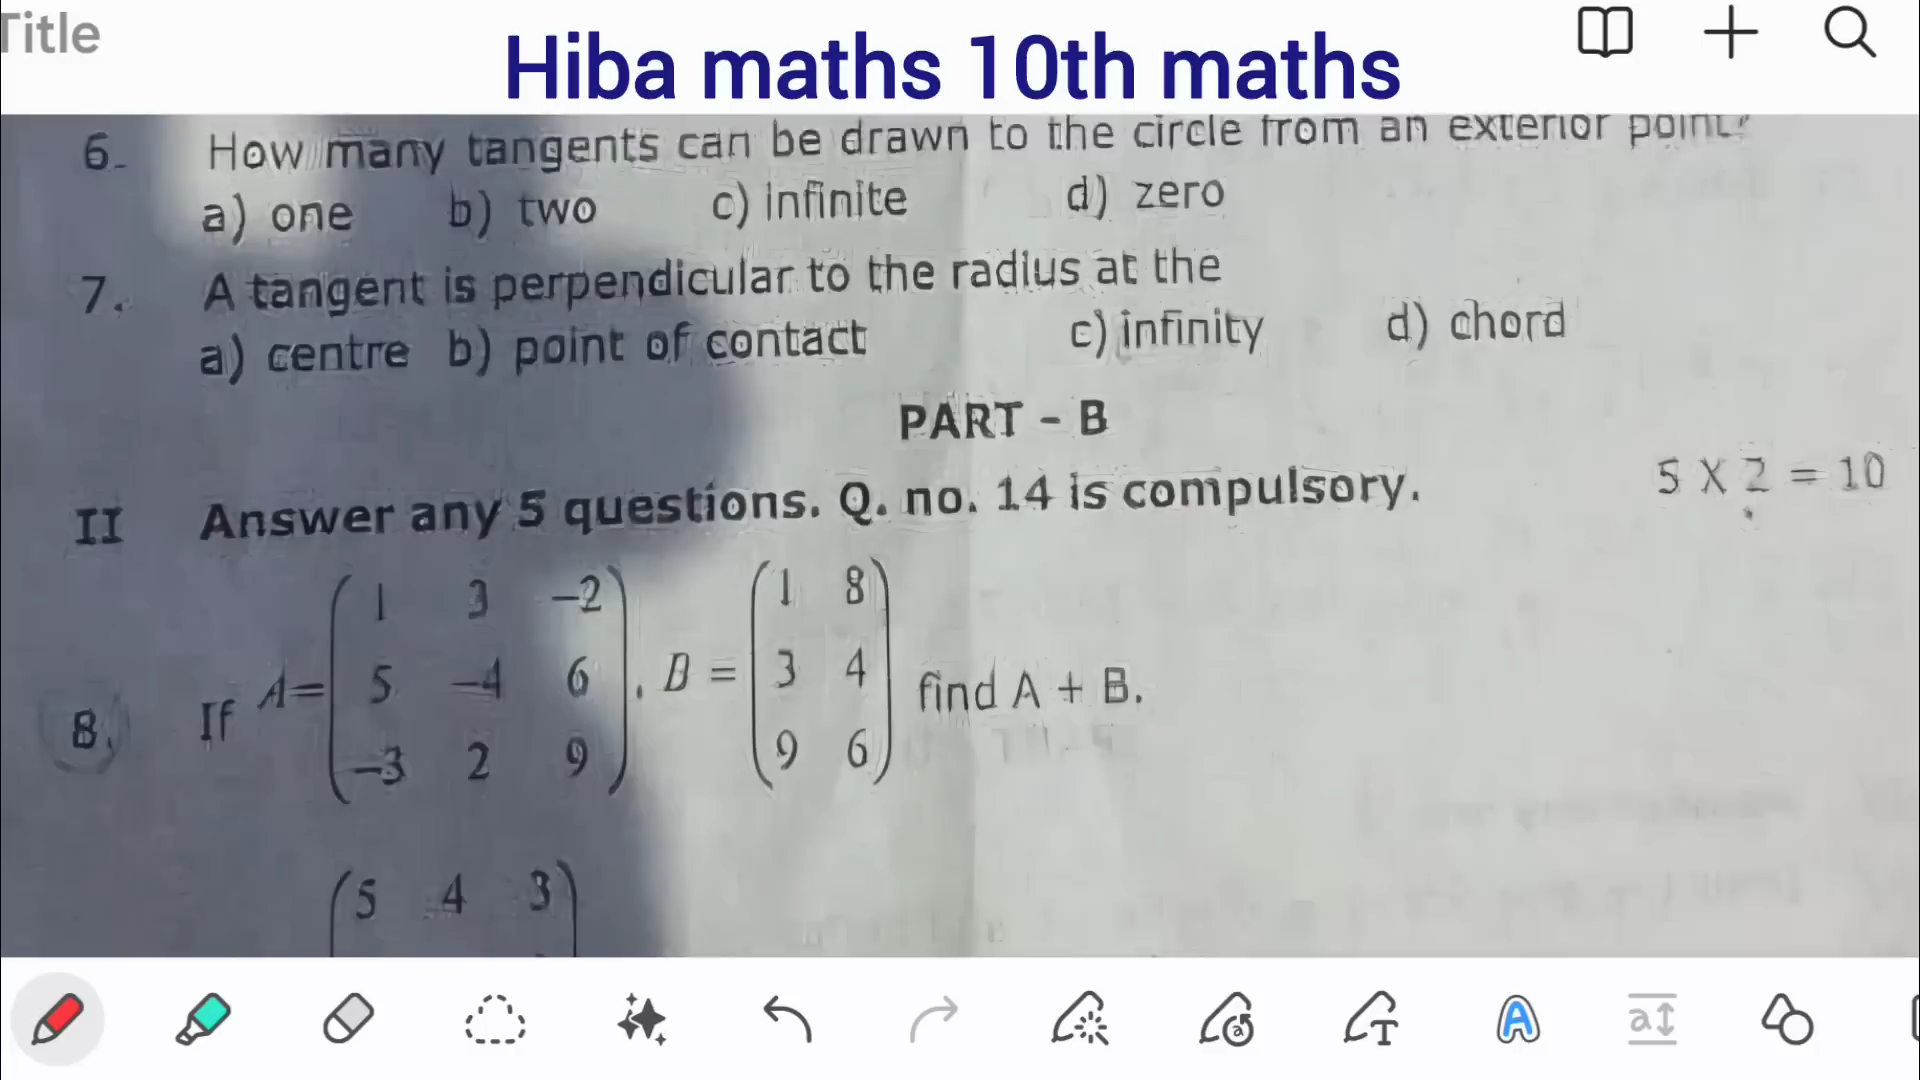 Title
Hiba maths 10th maths
6. How many tangents can be drawn to the circle from an exterior point?
a) one b) two c) infinite d) zero
7. A tangent is perpendicular to the radius at the
a) centre b) point of contact c) infinity d) chord
PART - B
II Answer any 5 questions. Q. no. 14 is compulsory. 5 X 2 = 10
8. If A= (1 3 -2
5 -4 6
-3 2 9), B = (1 8
3 4
9 6) find A + B.
(5 4 3)